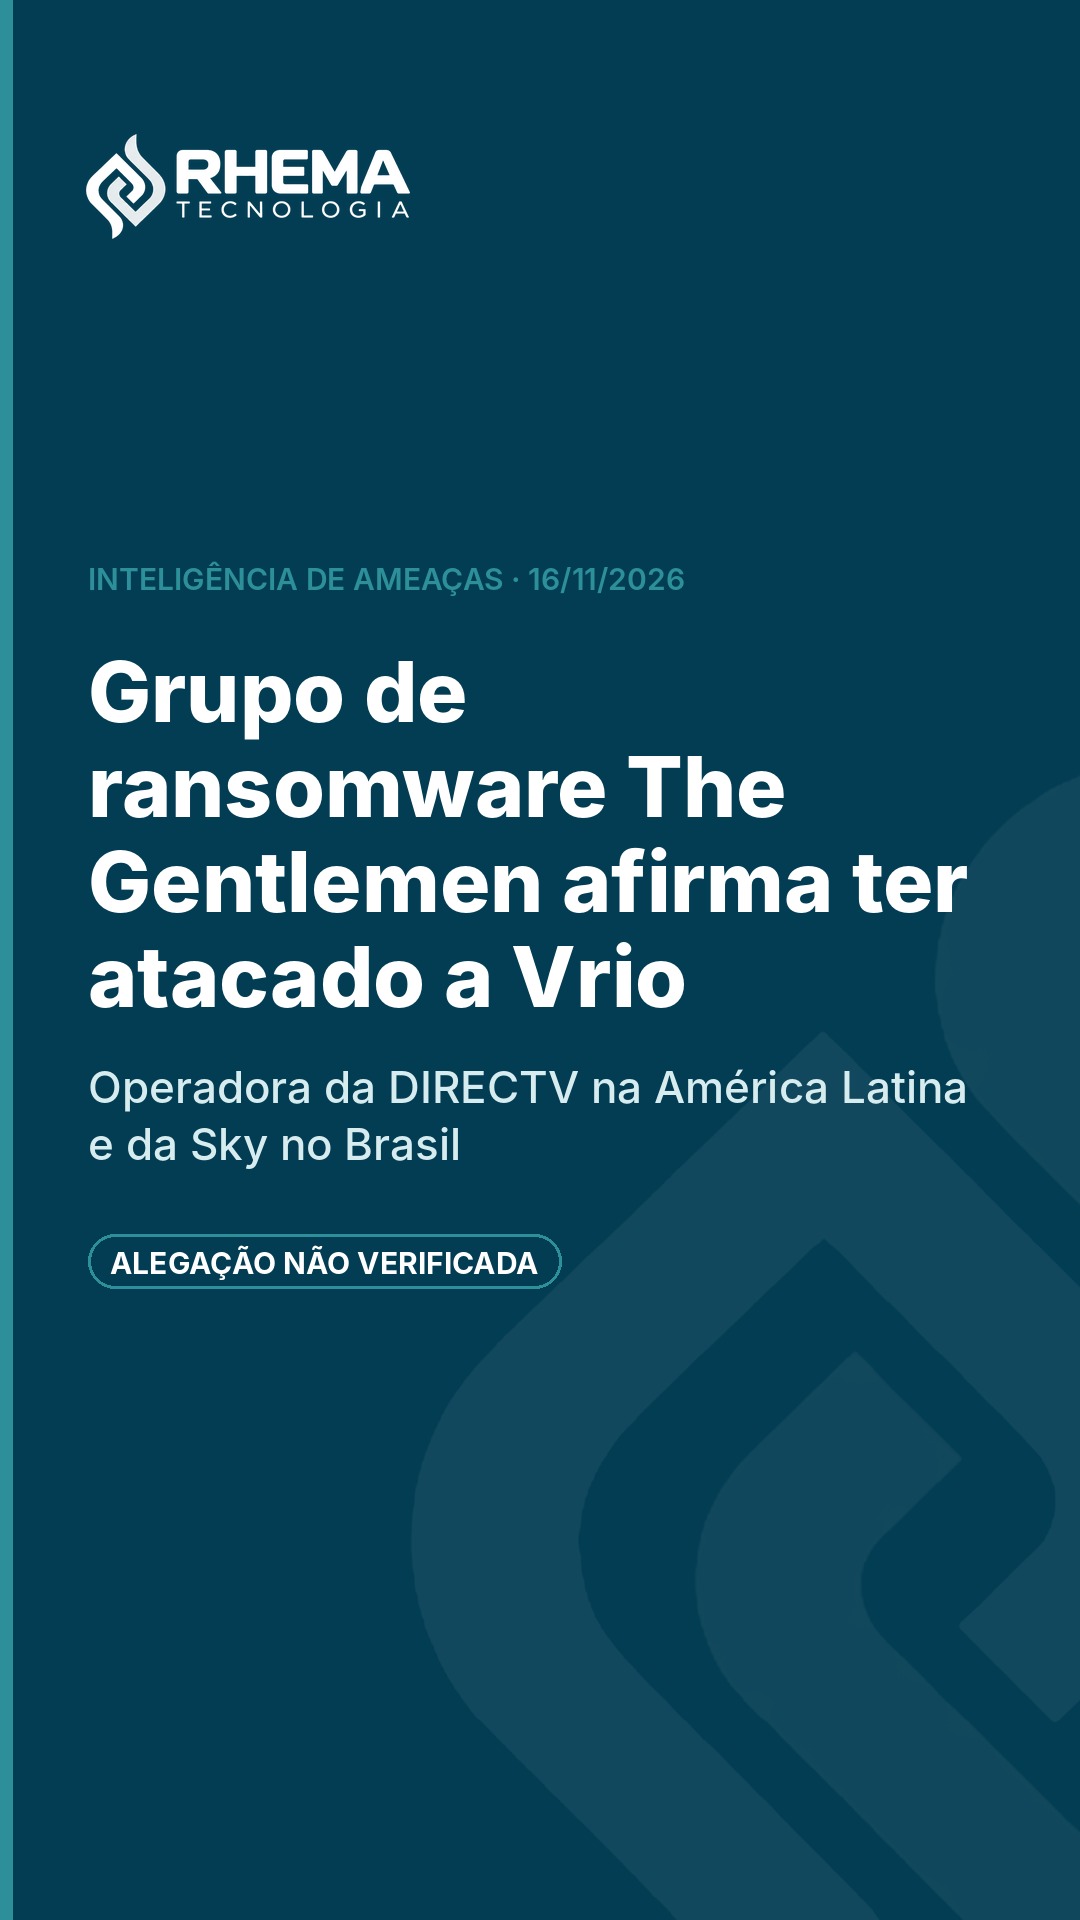 RHEMA
TECNOLOGIA
INTELIGÊNCIA DE AMEAÇAS · 16/11/2026
Grupo de
ransomware The
Gentlemen afirma ter
atacado a Vrio
Operadora da DIRECTV na América Latina
e da Sky no Brasil
ALEGAÇÃO NÃO VERIFICADA